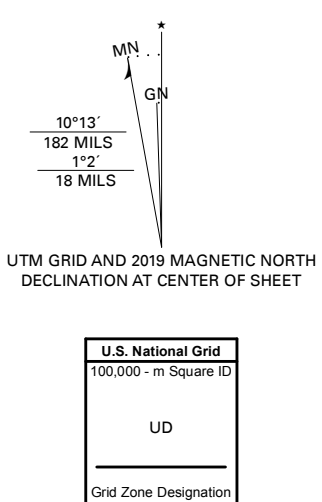 ★
MN
GN
10°13´
182 MILS
1°2´
18 MILS
UTM GRID AND 2019 MAGNETIC NORTH
DECLINATION AT CENTER OF SHEET
U.S. National Grid
100,000 - m Square ID
UD
Grid Zone Designation